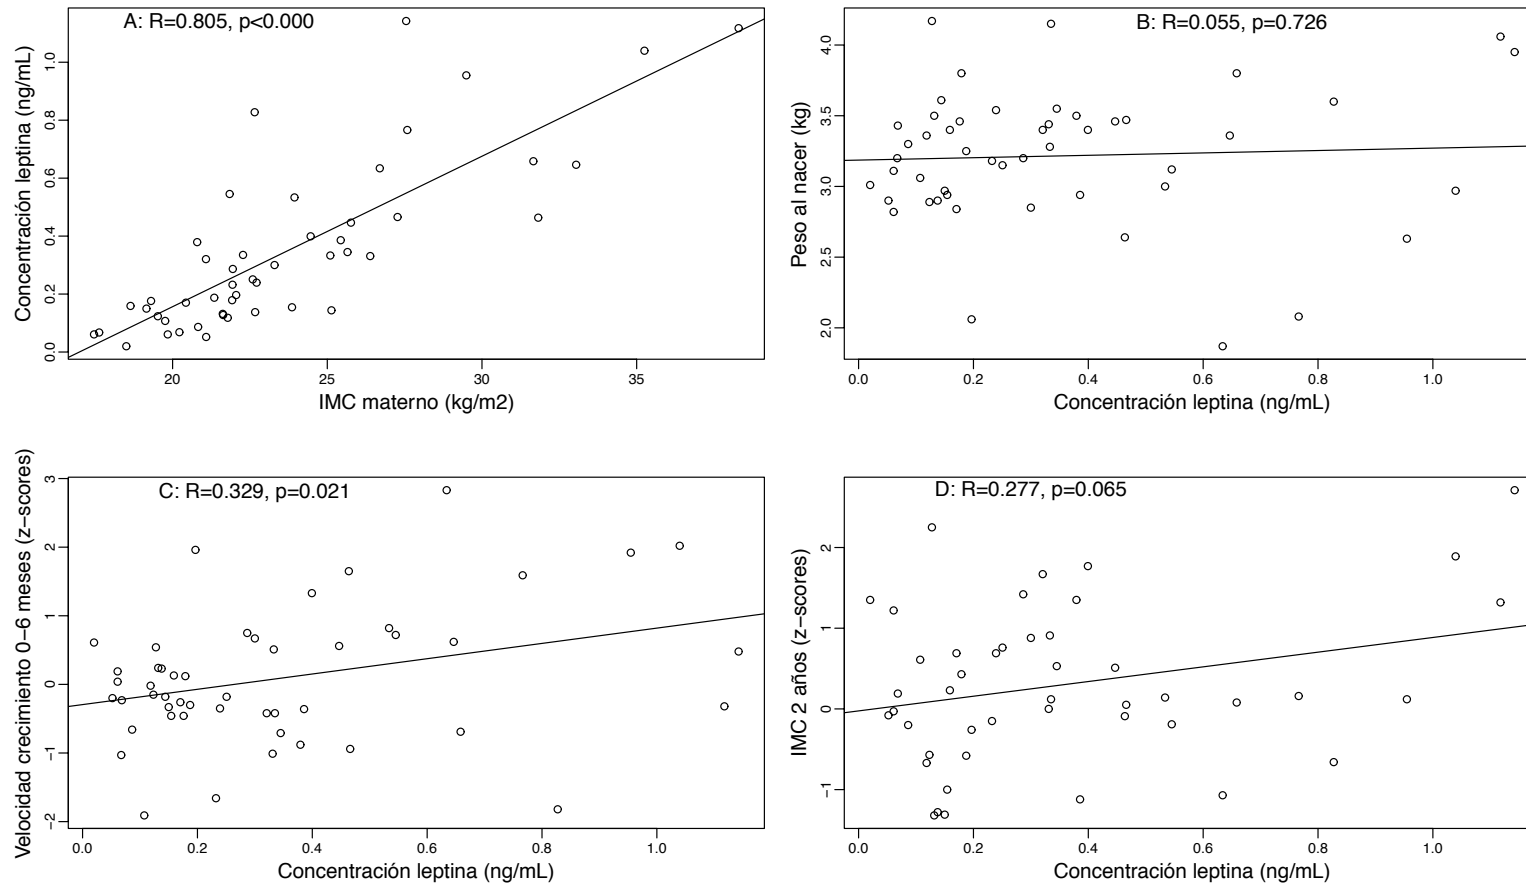 A: R=0.805, p<0.000
Concentración leptina (ng/mL)
0.0 0.2 0.4 0.6 0.8 1.0
20 25 30 35
IMC materno (kg/m2)
B: R=0.055, p=0.726
Peso al nacer (kg)
2.0 2.5 3.0 3.5 4.0
0.0 0.2 0.4 0.6 0.8 1.0
Concentración leptina (ng/mL)
C: R=0.329, p=0.021
Velocidad crecimiento 0−6 meses (z−scores)
−2 −1 0 1 2 3
0.0 0.2 0.4 0.6 0.8 1.0
Concentración leptina (ng/mL)
D: R=0.277, p=0.065
IMC 2 años (z−scores)
−1 0 1 2
0.0 0.2 0.4 0.6 0.8 1.0
Concentración leptina (ng/mL)